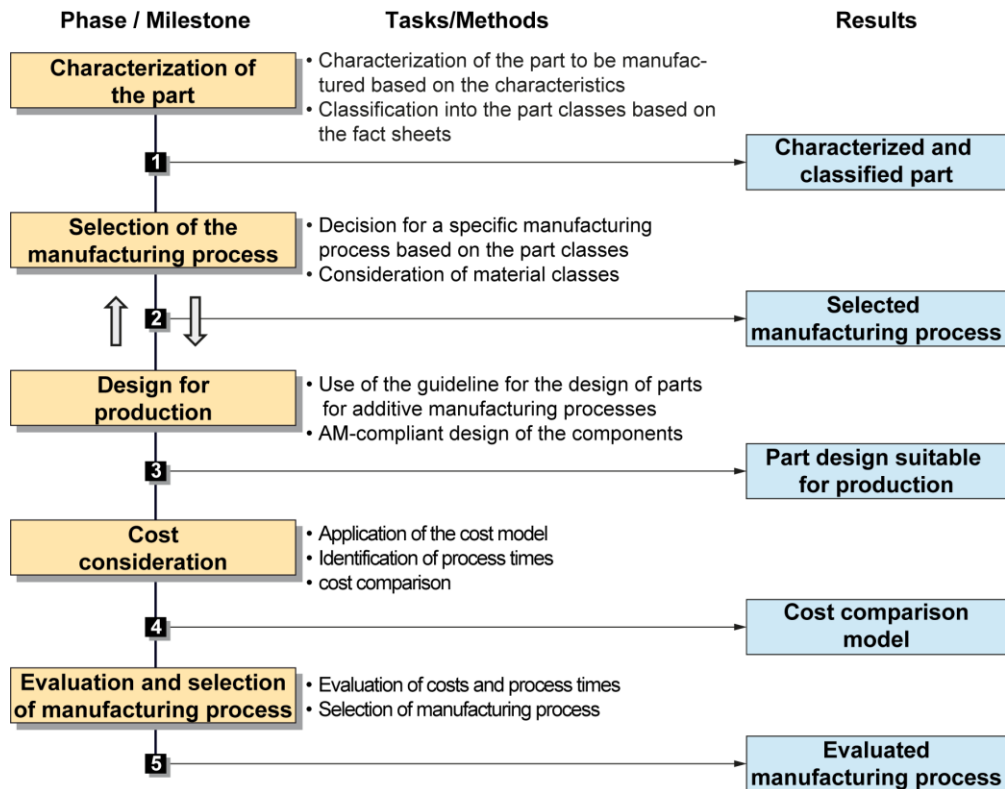 Phase / Milestone
Tasks/Methods
Results
Characterization of
the part
• Characterization of the part to be manufac-
tured based on the characteristics
• Classification into the part classes based on
the fact sheets
1
Characterized and
classified part
Selection of the
manufacturing process
• Decision for a specific manufacturing
process based on the part classes
• Consideration of material classes
2
Selected
manufacturing process
Design for
production
• Use of the guideline for the design of parts
for additive manufacturing processes
• AM-compliant design of the components
3
Part design suitable
for production
Cost
consideration
• Application of the cost model
• Identification of process times
• cost comparison
4
Cost comparison
model
Evaluation and selection
of manufacturing process
• Evaluation of costs and process times
• Selection of manufacturing process
5
Evaluated
manufacturing process